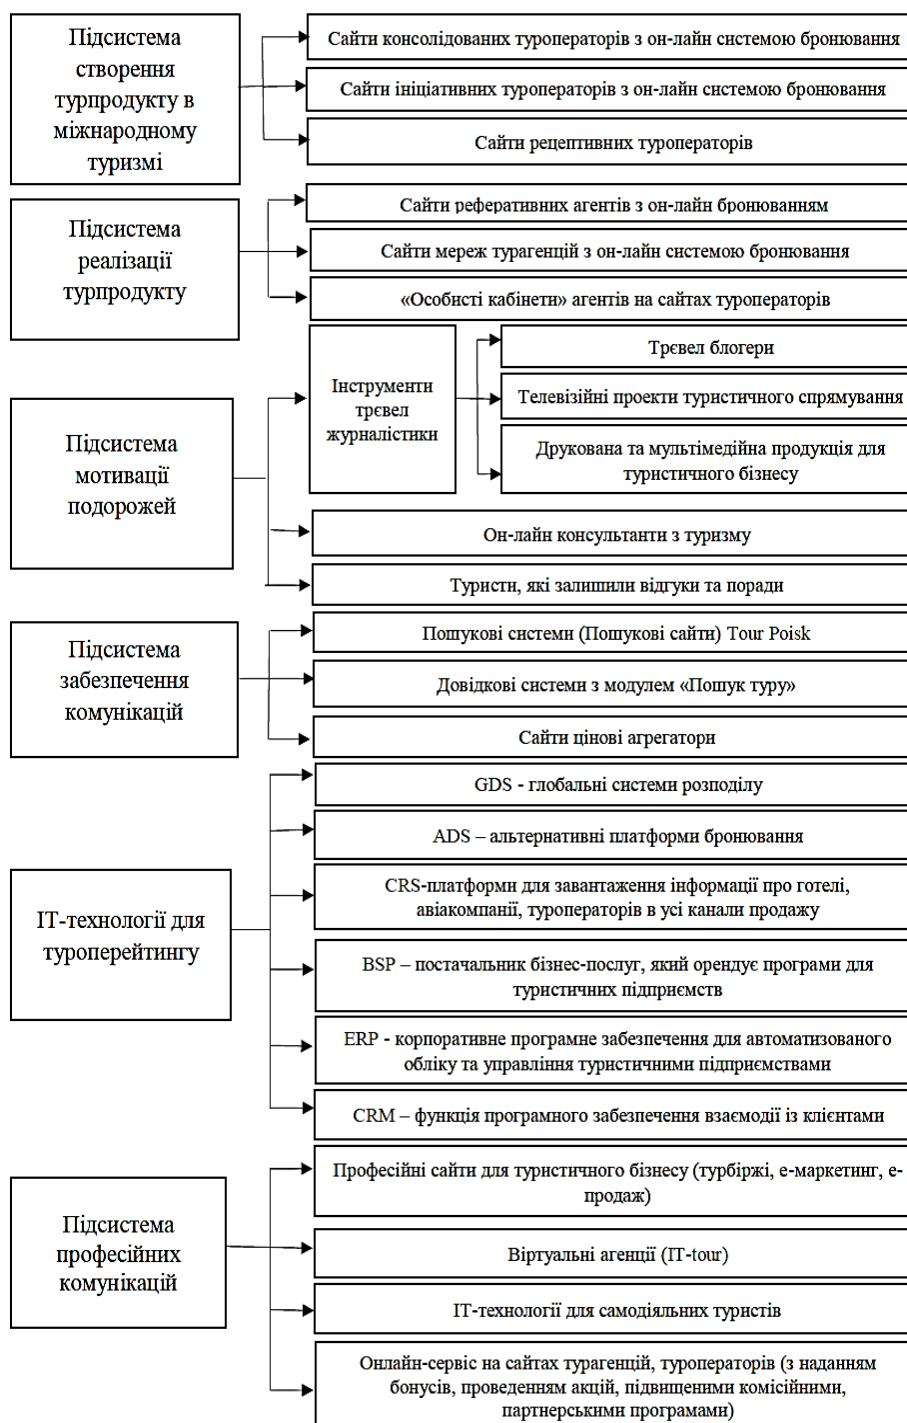 Підсистема
створення
турпродукту в
міжнародному
туризмі
Сайти консолідованих туроператорів з он-лайн системою бронювання
Сайти ініціативних туроператорів з он-лайн системою бронювання
Сайти рецептивних туроператорів
Підсистема
реалізації
турпродукту
Сайти реферативних агентів з он-лайн бронюванням
Сайти мереж турагенцій з он-лайн системою бронювання
«Особисті кабінети» агентів на сайтах туроператорів
Підсистема
мотивації
подорожей
Інструменти
трєвел
журналістики
Трєвел блогери
Телевізійні проекти туристичного спрямування
Друкована та мультімедійна продукція для
туристичного бізнесу
Он-лайн консультанти з туризму
Туристи, які залишили відгуки та поради
Підсистема
забезпечення
комунікацій
Пошукові системи (Пошукові сайти) Tour Poisk
Довідкові системи з модулем «Пошук туру»
Сайти цінові агрегатори
ІТ-технології для
туроперейтингу
GDS - глобальні системи розподілу
ADS – альтернативні платформи бронювання
CRS-платформи для завантаження інформації про готелі,
авіакомпанії, туроператорів в усі канали продажу
BSP – постачальник бізнес-послуг, який орендує програми для
туристичних підприємств
ERP - корпоративне програмне забезпечення для автоматизованого
обліку та управління туристичними підприємствами
CRM – функція програмного забезпечення взаємодії із клієнтами
Підсистема
професійних
комунікацій
Професійні сайти для туристичного бізнесу (турбіржі, е-маркетинг, е-
продаж)
Віртуальні агенції (IT-tour)
ІТ-технології для самодіяльних туристів
Онлайн-сервіс на сайтах турагенцій, туроператорів (з наданням
бонусів, проведенням акцій, підвищеними комісійними,
партнерськими програмами)